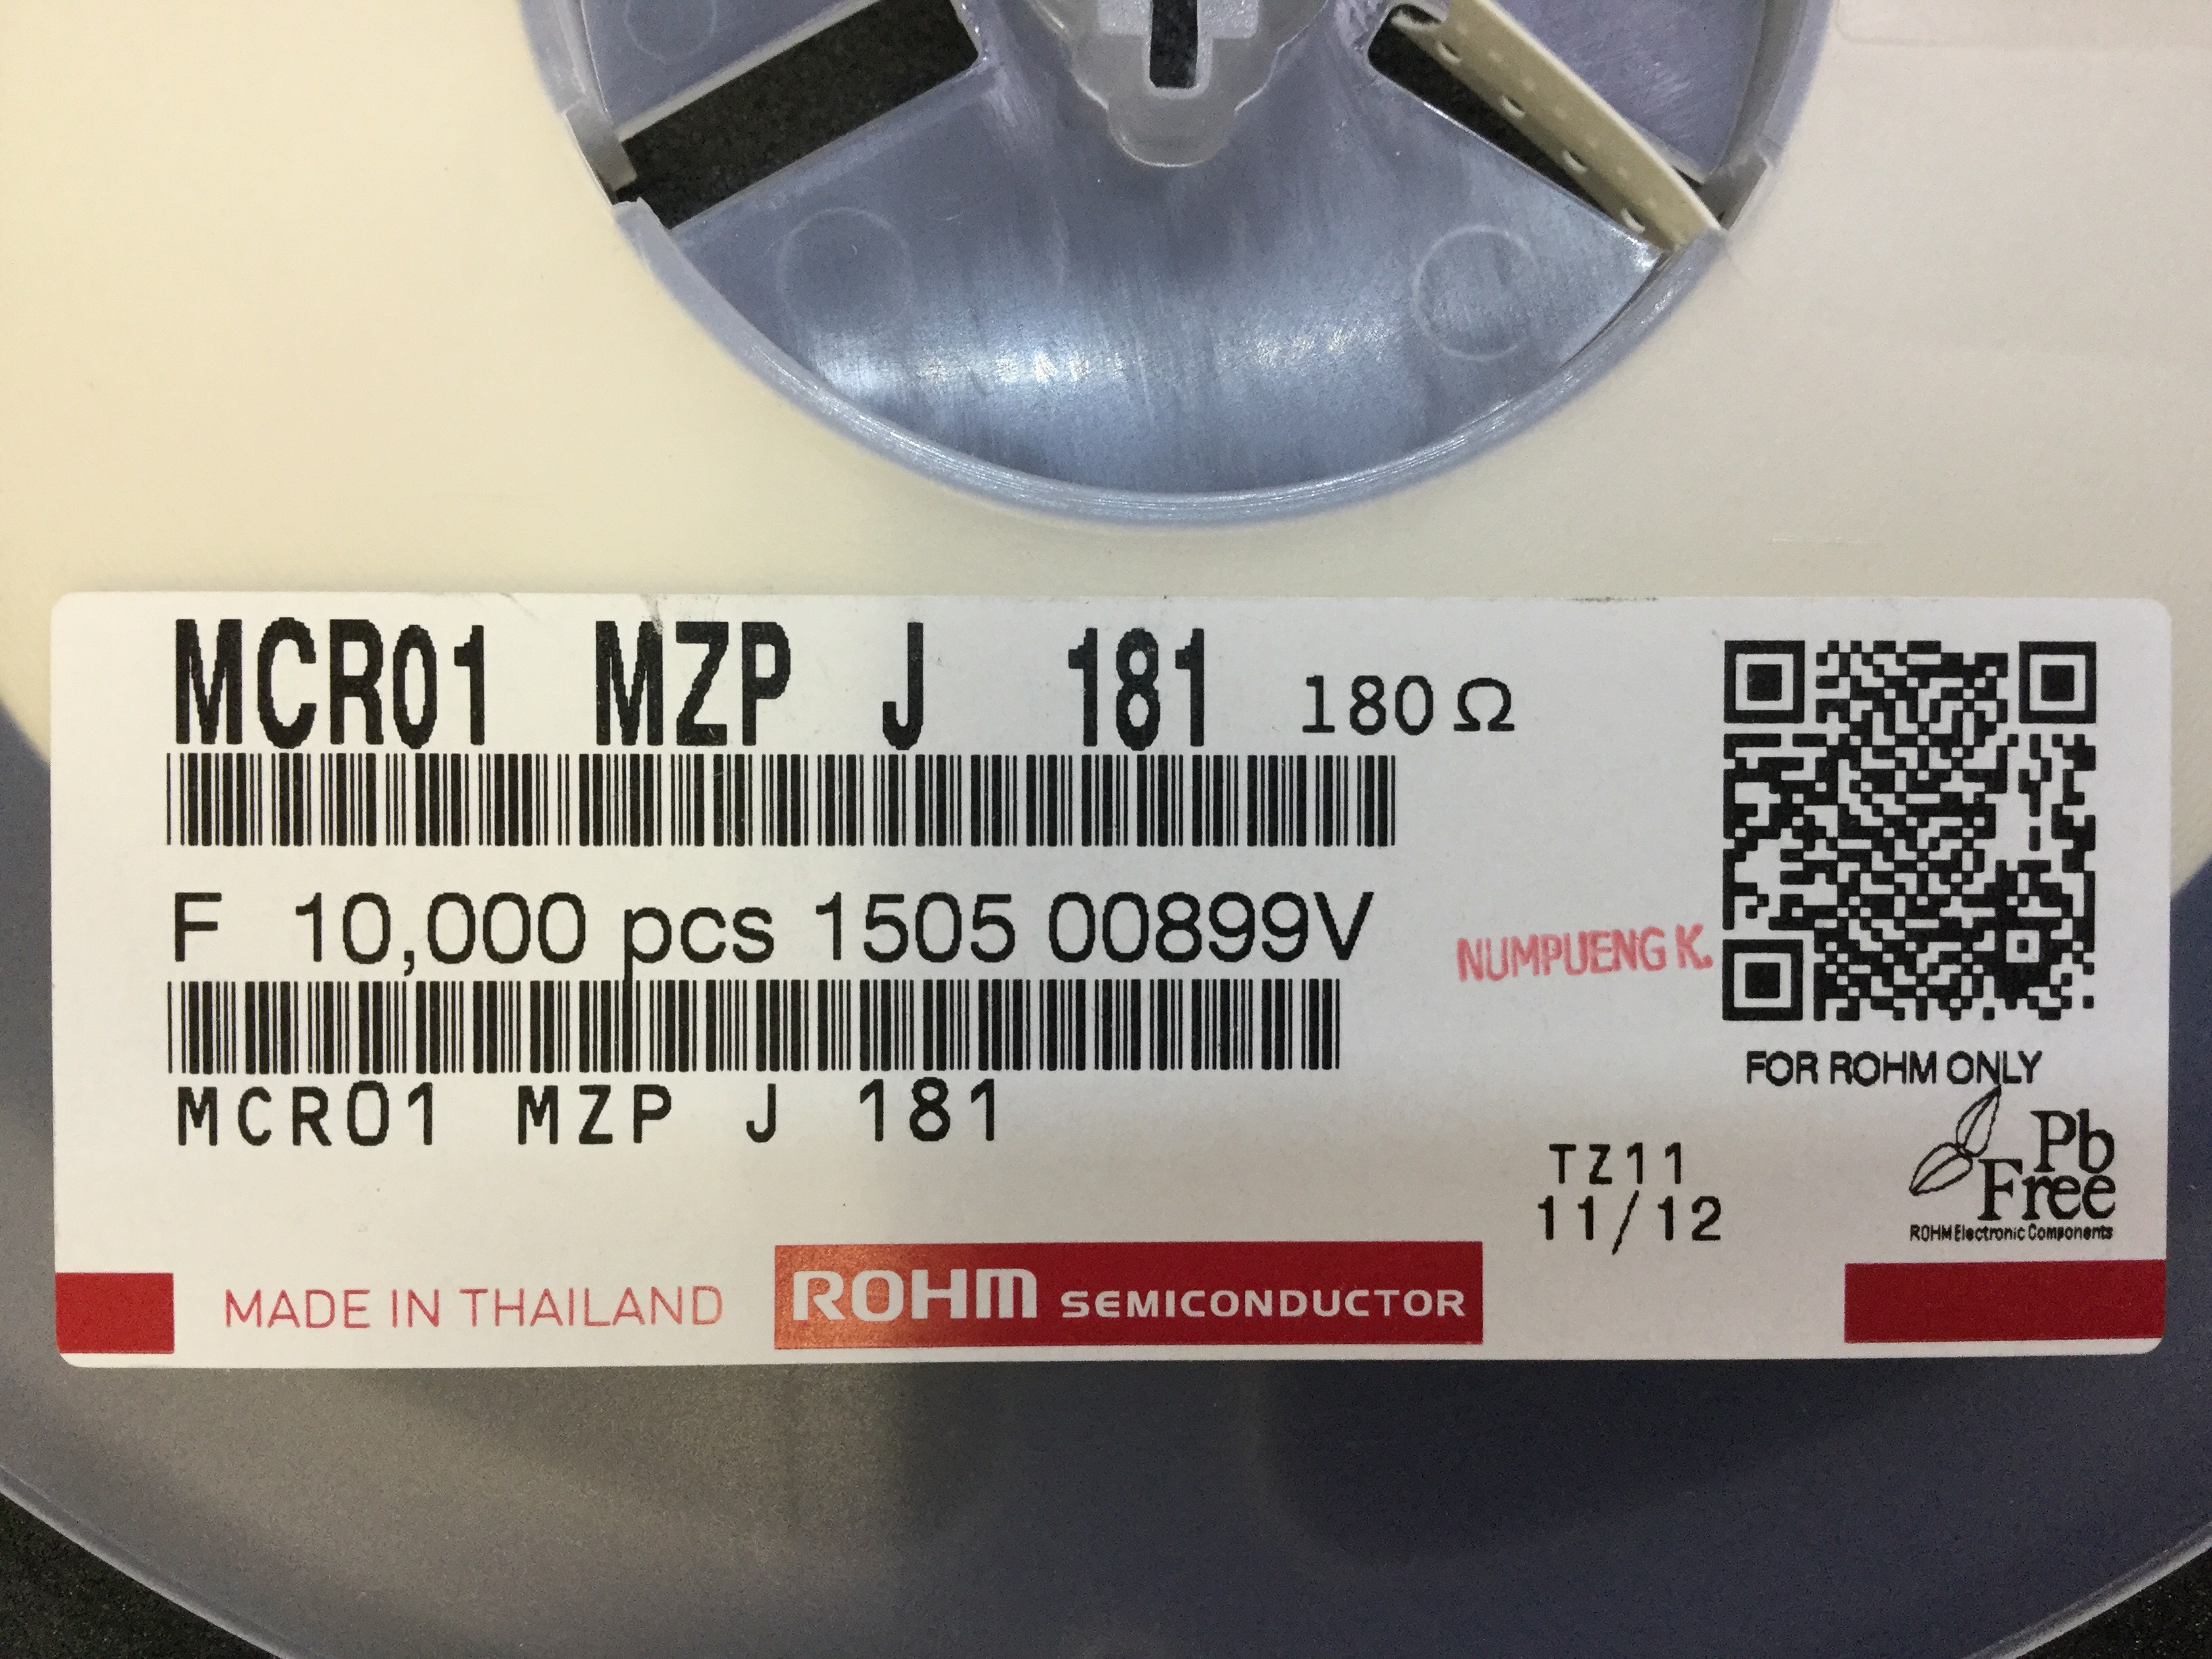 MCR01 MZP J 181 180Ω
F 10,000 pcs 1505 00899V
NUMPUENG K.
MCR01 MZP J 181
FOR ROHM ONLY
Pb
Free
ROHM Electronic Components
TZ11
11/12
MADE IN THAILAND
ROHM SEMICONDUCTOR